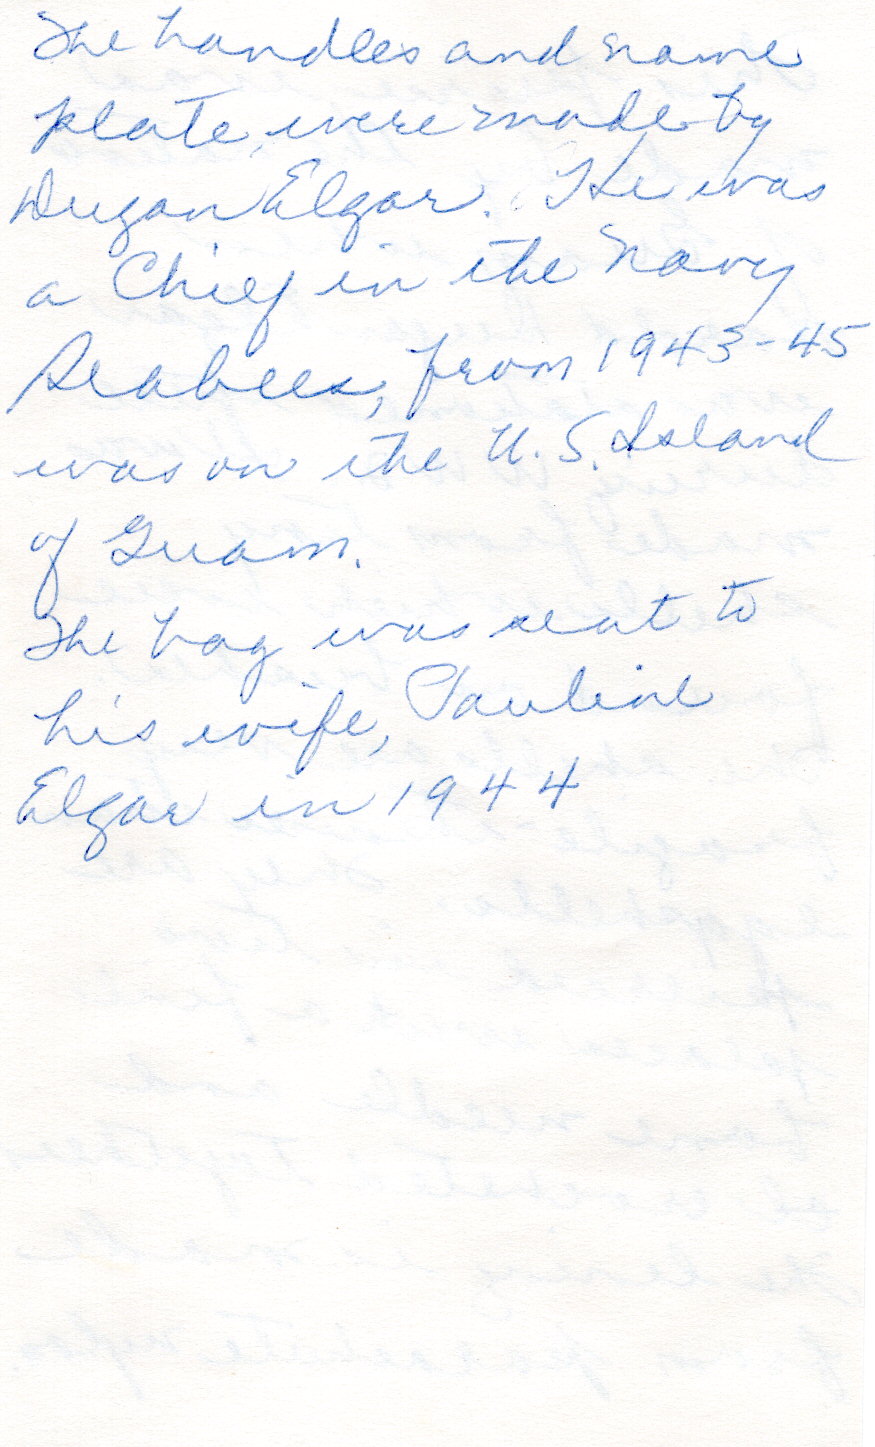 The handles and name
plate, were made by
Dugan Elgar. He was
a Chief in the Navy
Seabees, from 1943-45
was on the U.S. Island
of Guam.
The bag was sent to
his wife, Pauline
Elgar in 1944